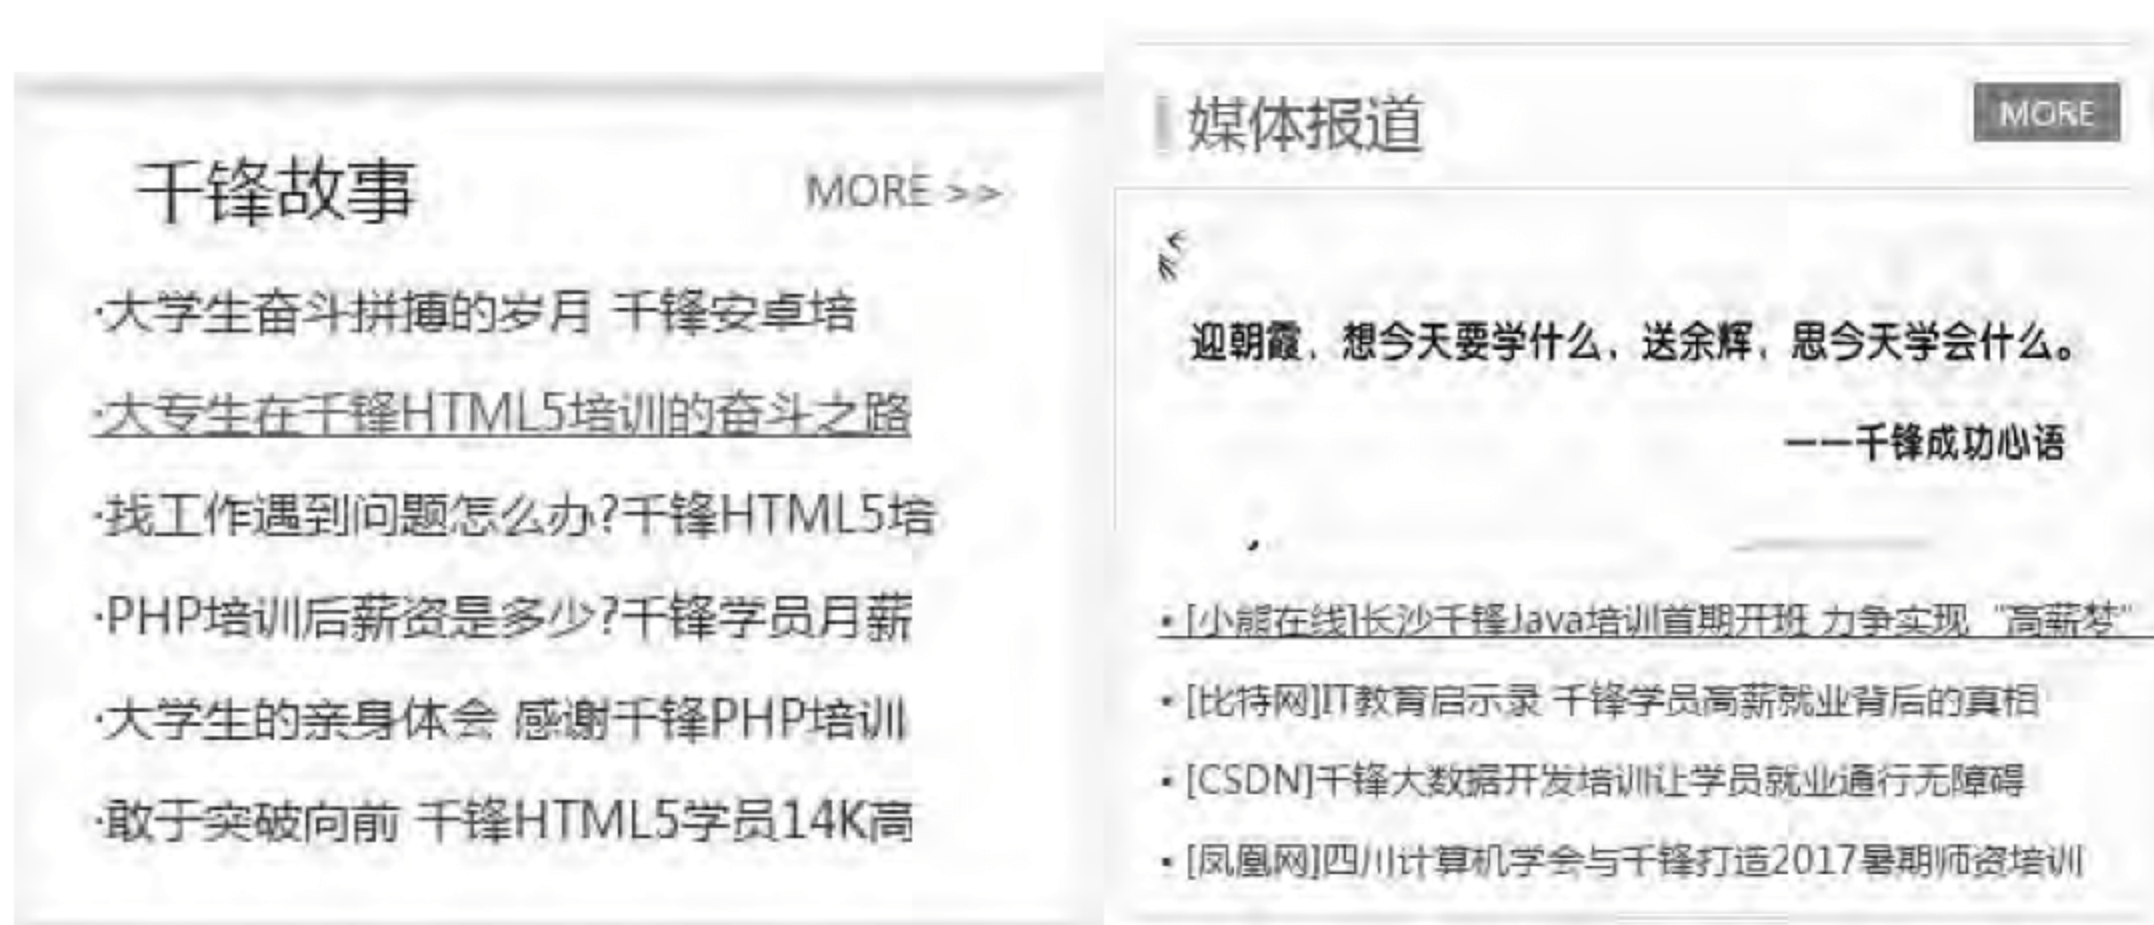 千锋故事
MORE >>
·大学生奋斗拼搏的岁月 千锋安卓培
·大专生在千锋HTML5培训的奋斗之路
·找工作遇到问题怎么办?千锋HTML5培
·PHP培训后薪资是多少?千锋学员月薪
·大学生的亲身体会 感谢千锋PHP培训
·敢于突破向前 千锋HTML5学员14K高
媒体报道
MORE
迎朝霞，想今天要学什么，送余辉，思今天学会什么。
——千锋成功心语
▪ [小熊在线]长沙千锋Java培训首期开班 力争实现“高薪梦”
▪ [比特网]IT教育启示录 千锋学员高薪就业背后的真相
▪ [CSDN]千锋大数据开发培训让学员就业通行无障碍
▪ [凤凰网]四川计算机学会与千锋打造2017暑期师资培训